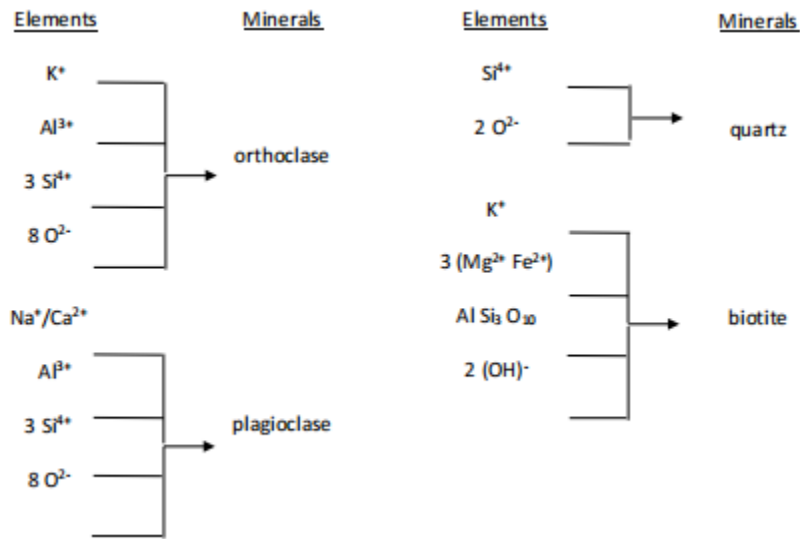 Elements Minerals
K⁺
Al³⁺
3 Si⁴⁺
8 O²⁻
orthoclase
Na⁺/Ca²⁺
Al³⁺
3 Si⁴⁺
8 O²⁻
plagioclase
Elements Minerals
Si⁴⁺
2 O²⁻
quartz
K⁺
3 (Mg²⁺ Fe²⁺)
Al Si₃ O₁₀
2 (OH)⁻
biotite